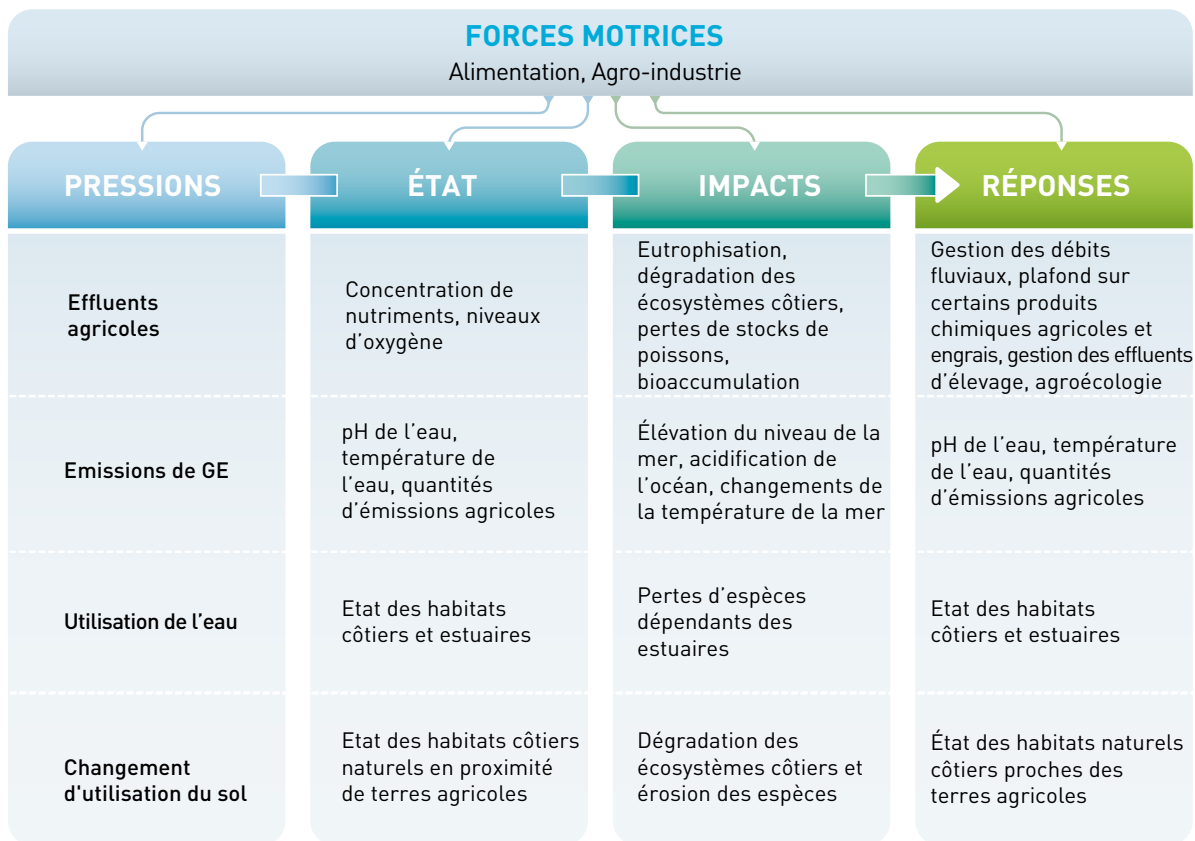 FORCES MOTRICES
Alimentation, Agro-industrie
PRESSIONS
ÉTAT
IMPACTS
RÉPONSES
Effluents
agricoles
Concentration de
nutriments, niveaux
d’oxygène
Eutrophisation,
dégradation des
écosystèmes côtiers,
pertes de stocks de
poissons,
bioaccumulation
Gestion des débits
fluviaux, plafond sur
certains produits
chimiques agricoles et
engrais, gestion des effluents
d’élevage, agroécologie
Emissions de GE
pH de l’eau,
température de
l’eau, quantités
d’émissions agricoles
Élévation du niveau de la
mer, acidification de
l’océan, changements de
la température de la mer
pH de l’eau, température
de l’eau, quantités
d’émissions agricoles
Utilisation de l’eau
Etat des habitats
côtiers et estuaires
Pertes d’espèces
dépendants des
estuaires
Etat des habitats
côtiers et estuaires
Changement
d'utilisation du sol
Etat des habitats côtiers
naturels en proximité
de terres agricoles
Dégradation des
écosystèmes côtiers et
érosion des espèces
État des habitats naturels
côtiers proches des
terres agricoles